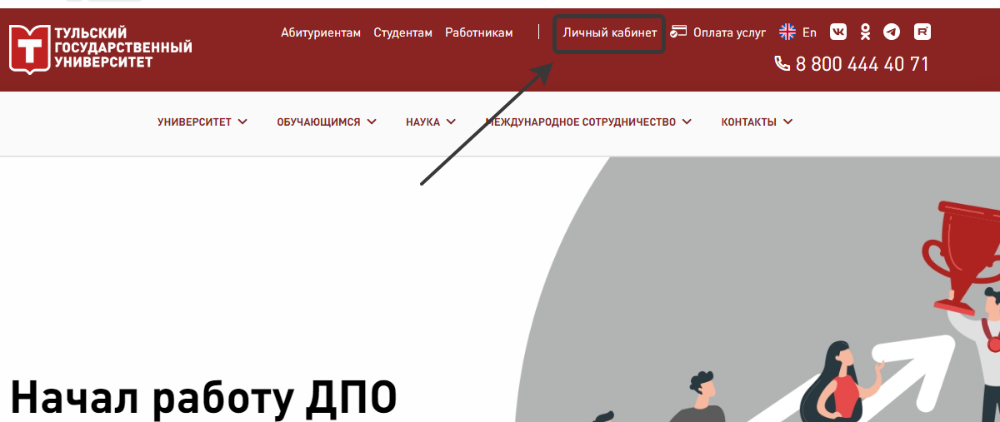 ТУЛЬСКИЙ
ГОСУДАРСТВЕННЫЙ
УНИВЕРСИТЕТ
Абитуриентам Студентам Работникам Личный кабинет Оплата услуг En
8 800 444 40 71
УНИВЕРСИТЕТ ОБУЧАЮЩИМСЯ НАУКА МЕЖДУНАРОДНОЕ СОТРУДНИЧЕСТВО КОНТАКТЫ
Начал работу ДПО